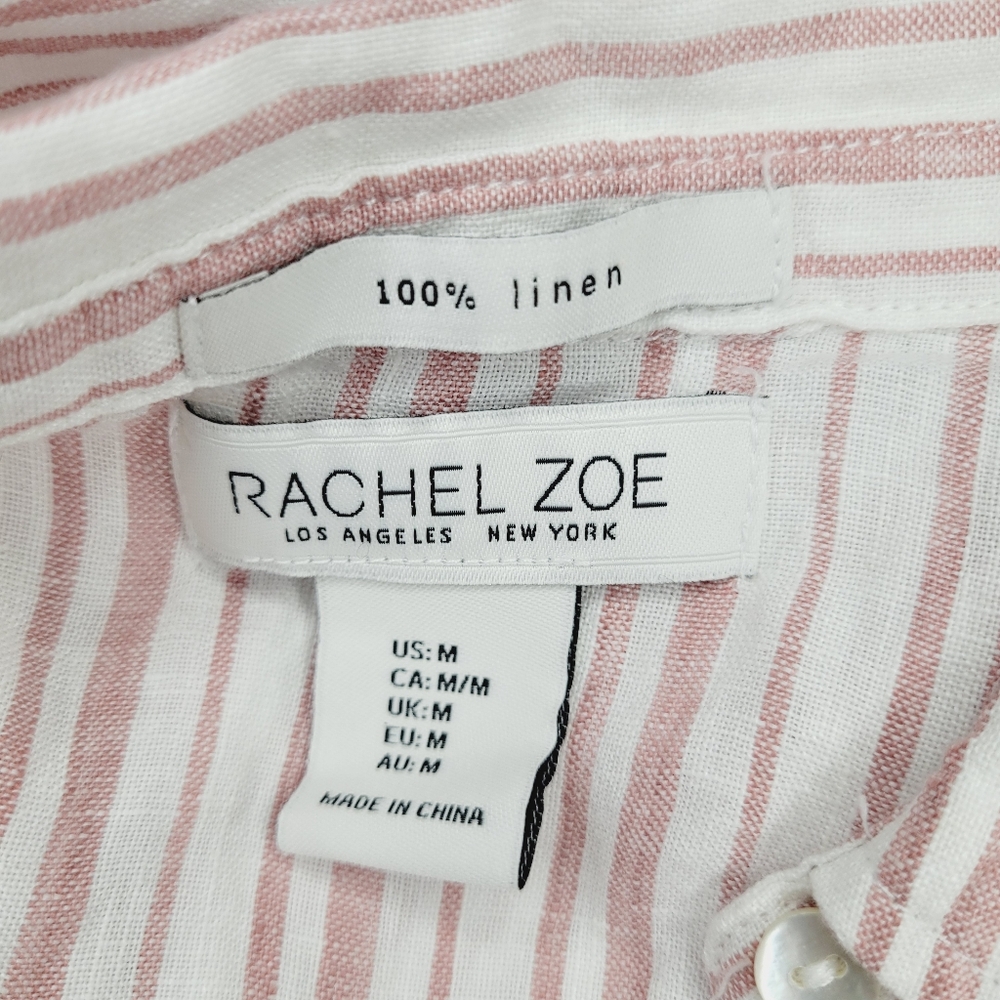 100% linen
RACHEL ZOE
LOS ANGELES NEW YORK
US: M
CA: M/M
UK: M
EU: M
AU: M
MADE IN CHINA